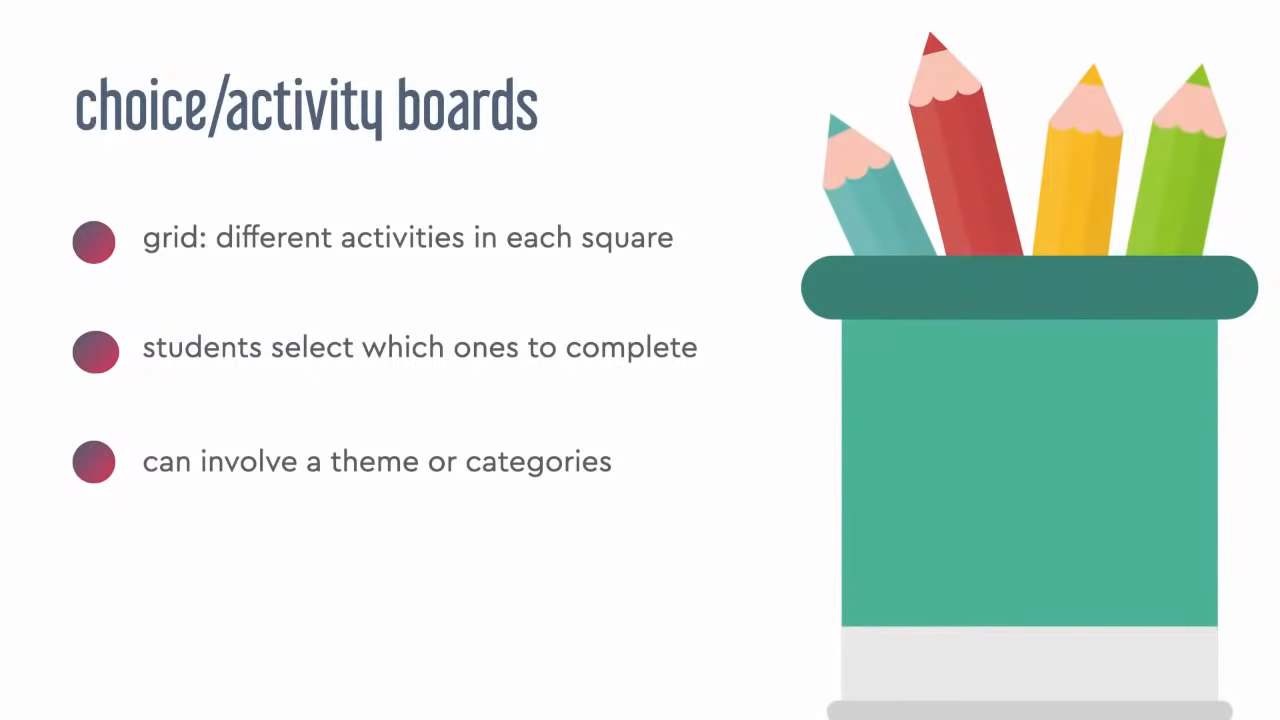 choice/activity boards
grid: different activities in each square
students select which ones to complete
can involve a theme or categories